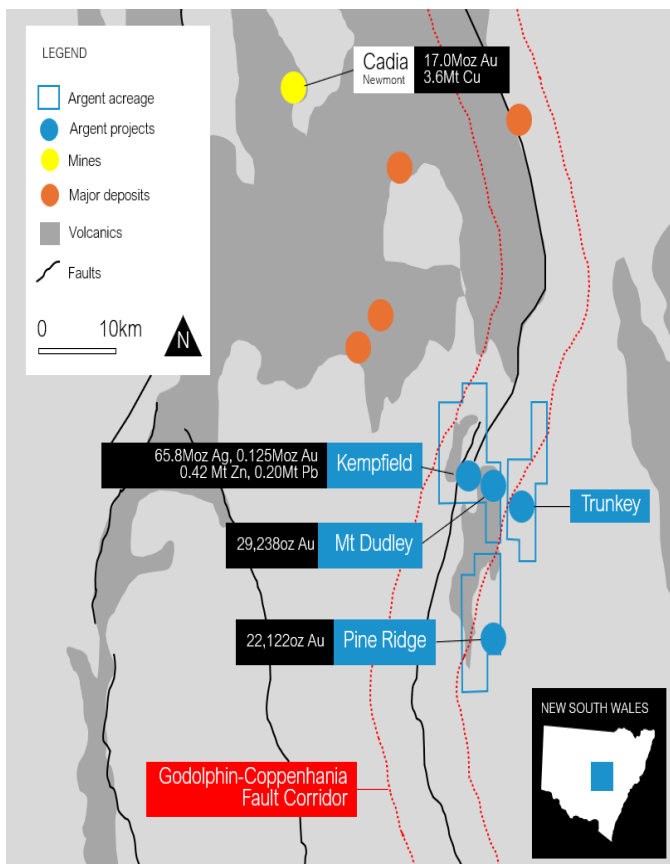 LEGEND
Argent acreage
Argent projects
Mines
Major deposits
Volcanics
Faults
0 10km
N
Cadia
Newmont
17.0Moz Au
3.6Mt Cu
65.8Moz Ag, 0.125Moz Au
0.42 Mt Zn, 0.20Mt Pb
Kempfield
Trunkey
29,238oz Au
Mt Dudley
22,122oz Au
Pine Ridge
Godolphin-Coppenhania
Fault Corridor
NEW SOUTH WALES